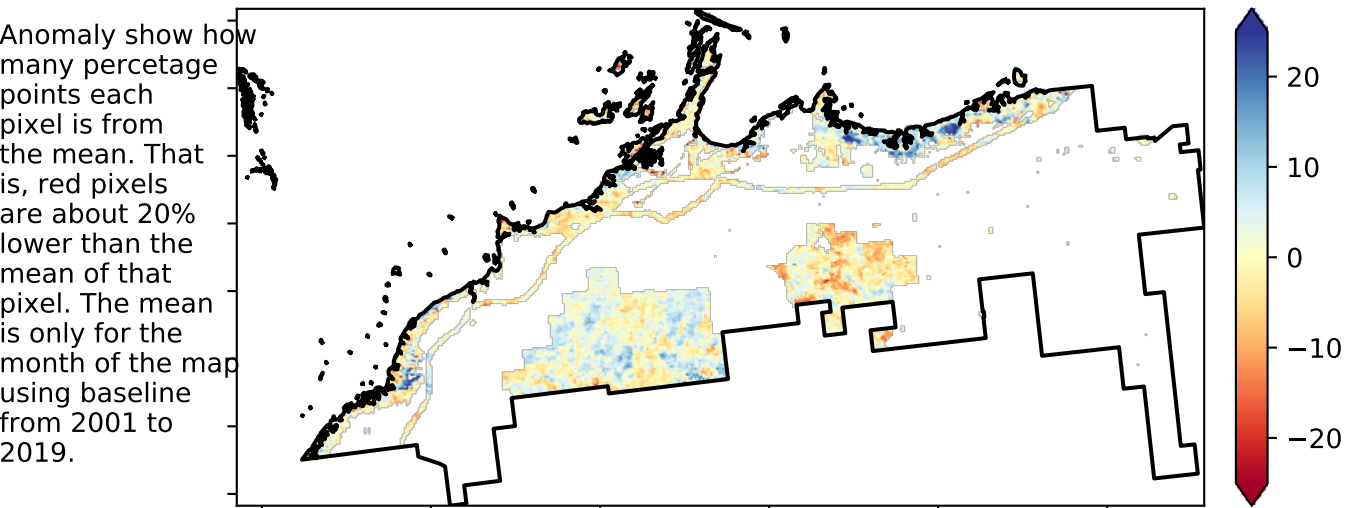 Anomaly show how
many percetage
points each
pixel is from
the mean. That
is, red pixels
are about 20%
lower than the
mean of that
pixel. The mean
is only for the
month of the map
using baseline
from 2001 to
2019.
20
10
0
−10
−20